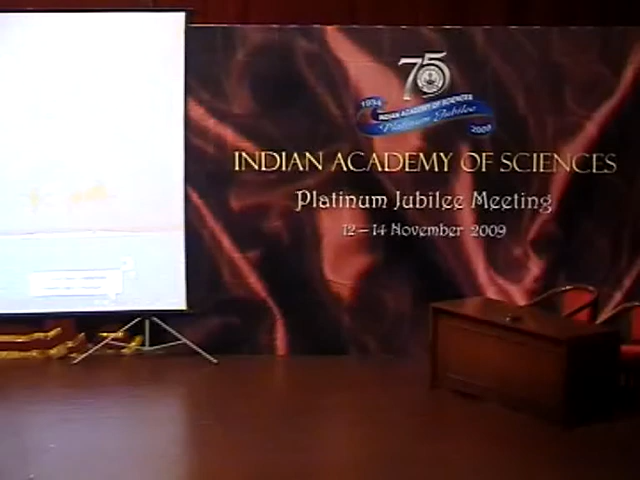 75
1934
INDIAN ACADEMY OF SCIENCES
Platinum Jubilee
2009
INDIAN ACADEMY OF SCIENCES
Platinum Jubilee Meeting
12 – 14 November 2009